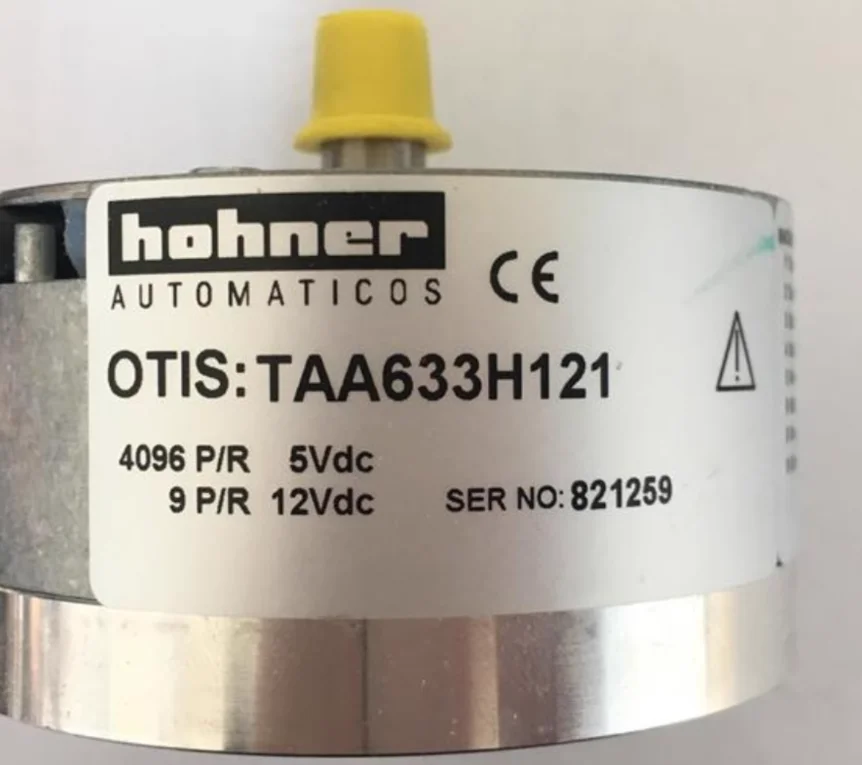 hohner
AUTOMATICOS
CE
OTIS: TAA633H121
4096 P/R 5Vdc
9 P/R 12Vdc
SER NO: 821259